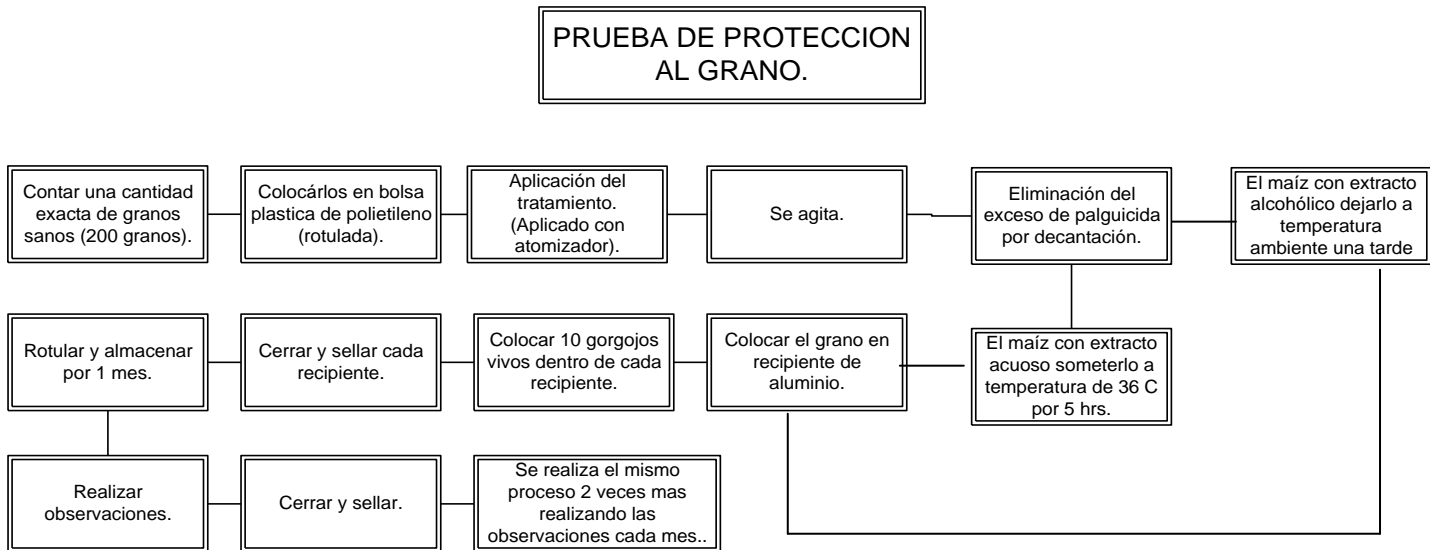 PRUEBA DE PROTECCION
AL GRANO.
Contar una cantidad
exacta de granos
sanos (200 granos).
Colocárlos en bolsa
plastica de polietileno
(rotulada).
Aplicación del
tratamiento.
(Aplicado con
atomizador).
Se agita.
Eliminación del
exceso de palguicida
por decantación.
El maíz con extracto
alcohólico dejarlo a
temperatura
ambiente una tarde
Rotular y almacenar
por 1 mes.
Cerrar y sellar cada
recipiente.
Colocar 10 gorgojos
vivos dentro de cada
recipiente.
Colocar el grano en
recipiente de
aluminio.
El maíz con extracto
acuoso someterlo a
temperatura de 36 C
por 5 hrs.
Realizar
observaciones.
Cerrar y sellar.
Se realiza el mismo
proceso 2 veces mas
realizando las
observaciones cada mes..